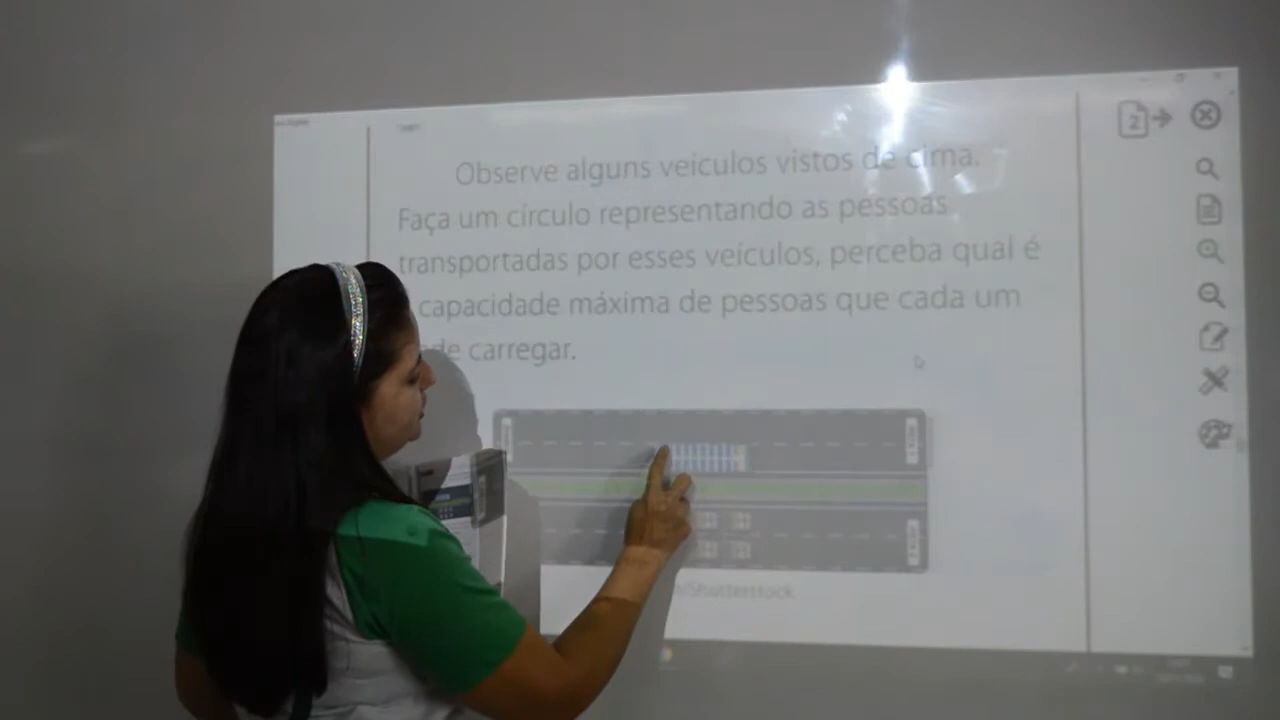 Observe alguns veículos vistos de cima.
Faça um círculo representando as pessoas
transportadas por esses veículos, perceba qual é
capacidade máxima de pessoas que cada um
de carregar.
/Shutterstock
2